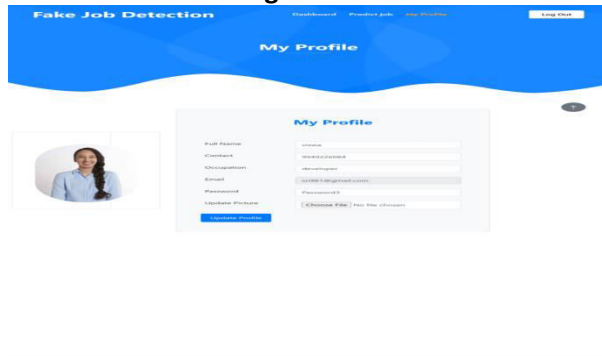 Fake Job Detection
Dashboard Predict Job My Profile
Log Out
My Profile
My Profile
Full Name
Contact
Occupation developer
Email
Password Password3
Update Picture Choose File No file chosen
Update Profile